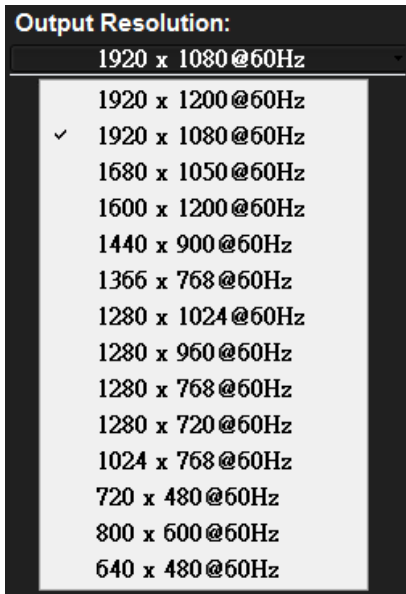 Output Resolution:
1920 x 1080@60Hz
1920 x 1200@60Hz
1920 x 1080@60Hz
1680 x 1050@60Hz
1600 x 1200@60Hz
1440 x 900@60Hz
1366 x 768@60Hz
1280 x 1024@60Hz
1280 x 960@60Hz
1280 x 768@60Hz
1280 x 720@60Hz
1024 x 768@60Hz
720 x 480@60Hz
800 x 600@60Hz
640 x 480@60Hz